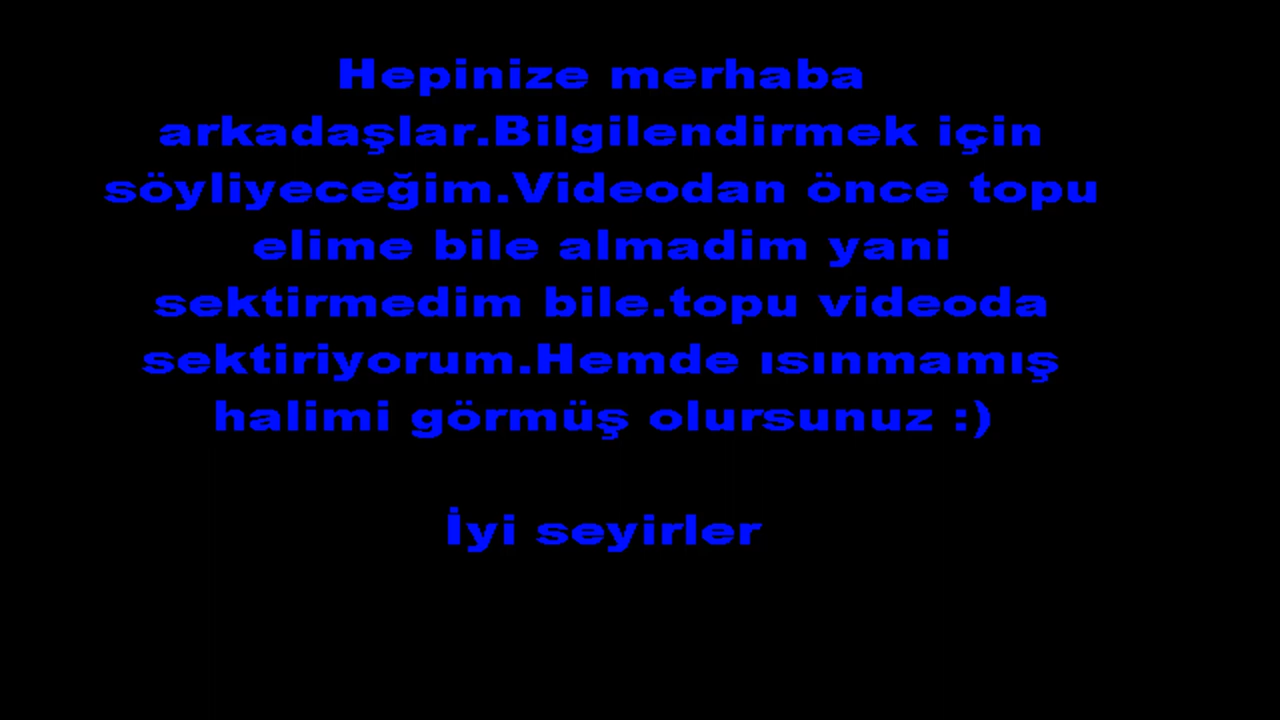 Hepinize merhaba
arkadaşlar.Bilgilendirmek için
söyliyeceğim.Videodan önce topu
elime bile almadim yani
sektirmedim bile.topu videoda
sektiriyorum.Hemde ısınmamış
halimi görmüş olursunuz :)
İyi seyirler